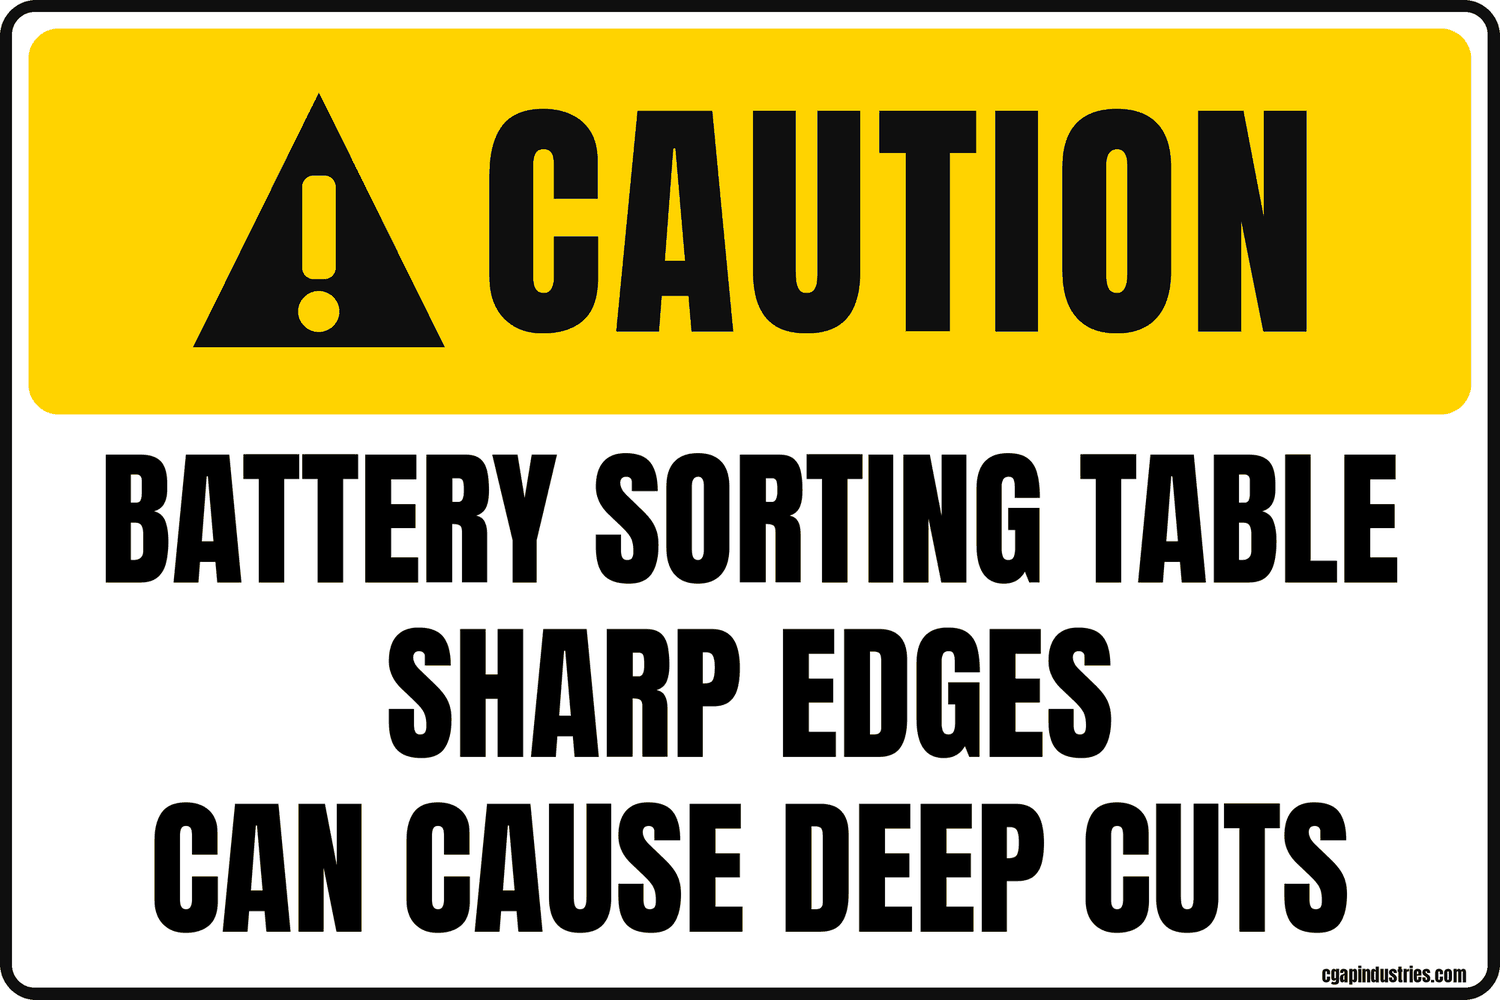 CAUTION
BATTERY SORTING TABLE
SHARP EDGES
CAN CAUSE DEEP CUTS
cgapindustries.com